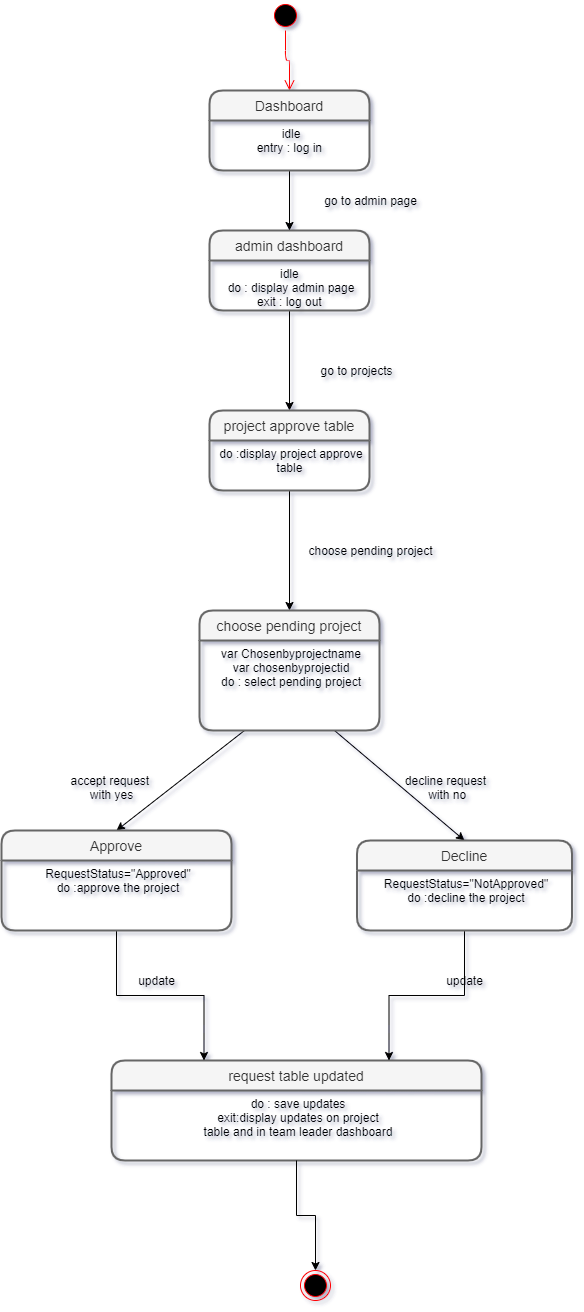 Dashboard
idle
entry : log in
go to admin page
admin dashboard
idle
do : display admin page
exit : log out
go to projects
project approve table
do :display project approve
table
choose pending project
choose pending project
var Chosenbyprojectname
var chosenbyprojectid
do : select pending project
accept request
with yes
decline request
with no
Approve
RequestStatus="Approved"
do :approve the project
Decline
RequestStatus="NotApproved"
do :decline the project
update
update
request table updated
do : save updates
exit:display updates on project
table and in team leader dashboard